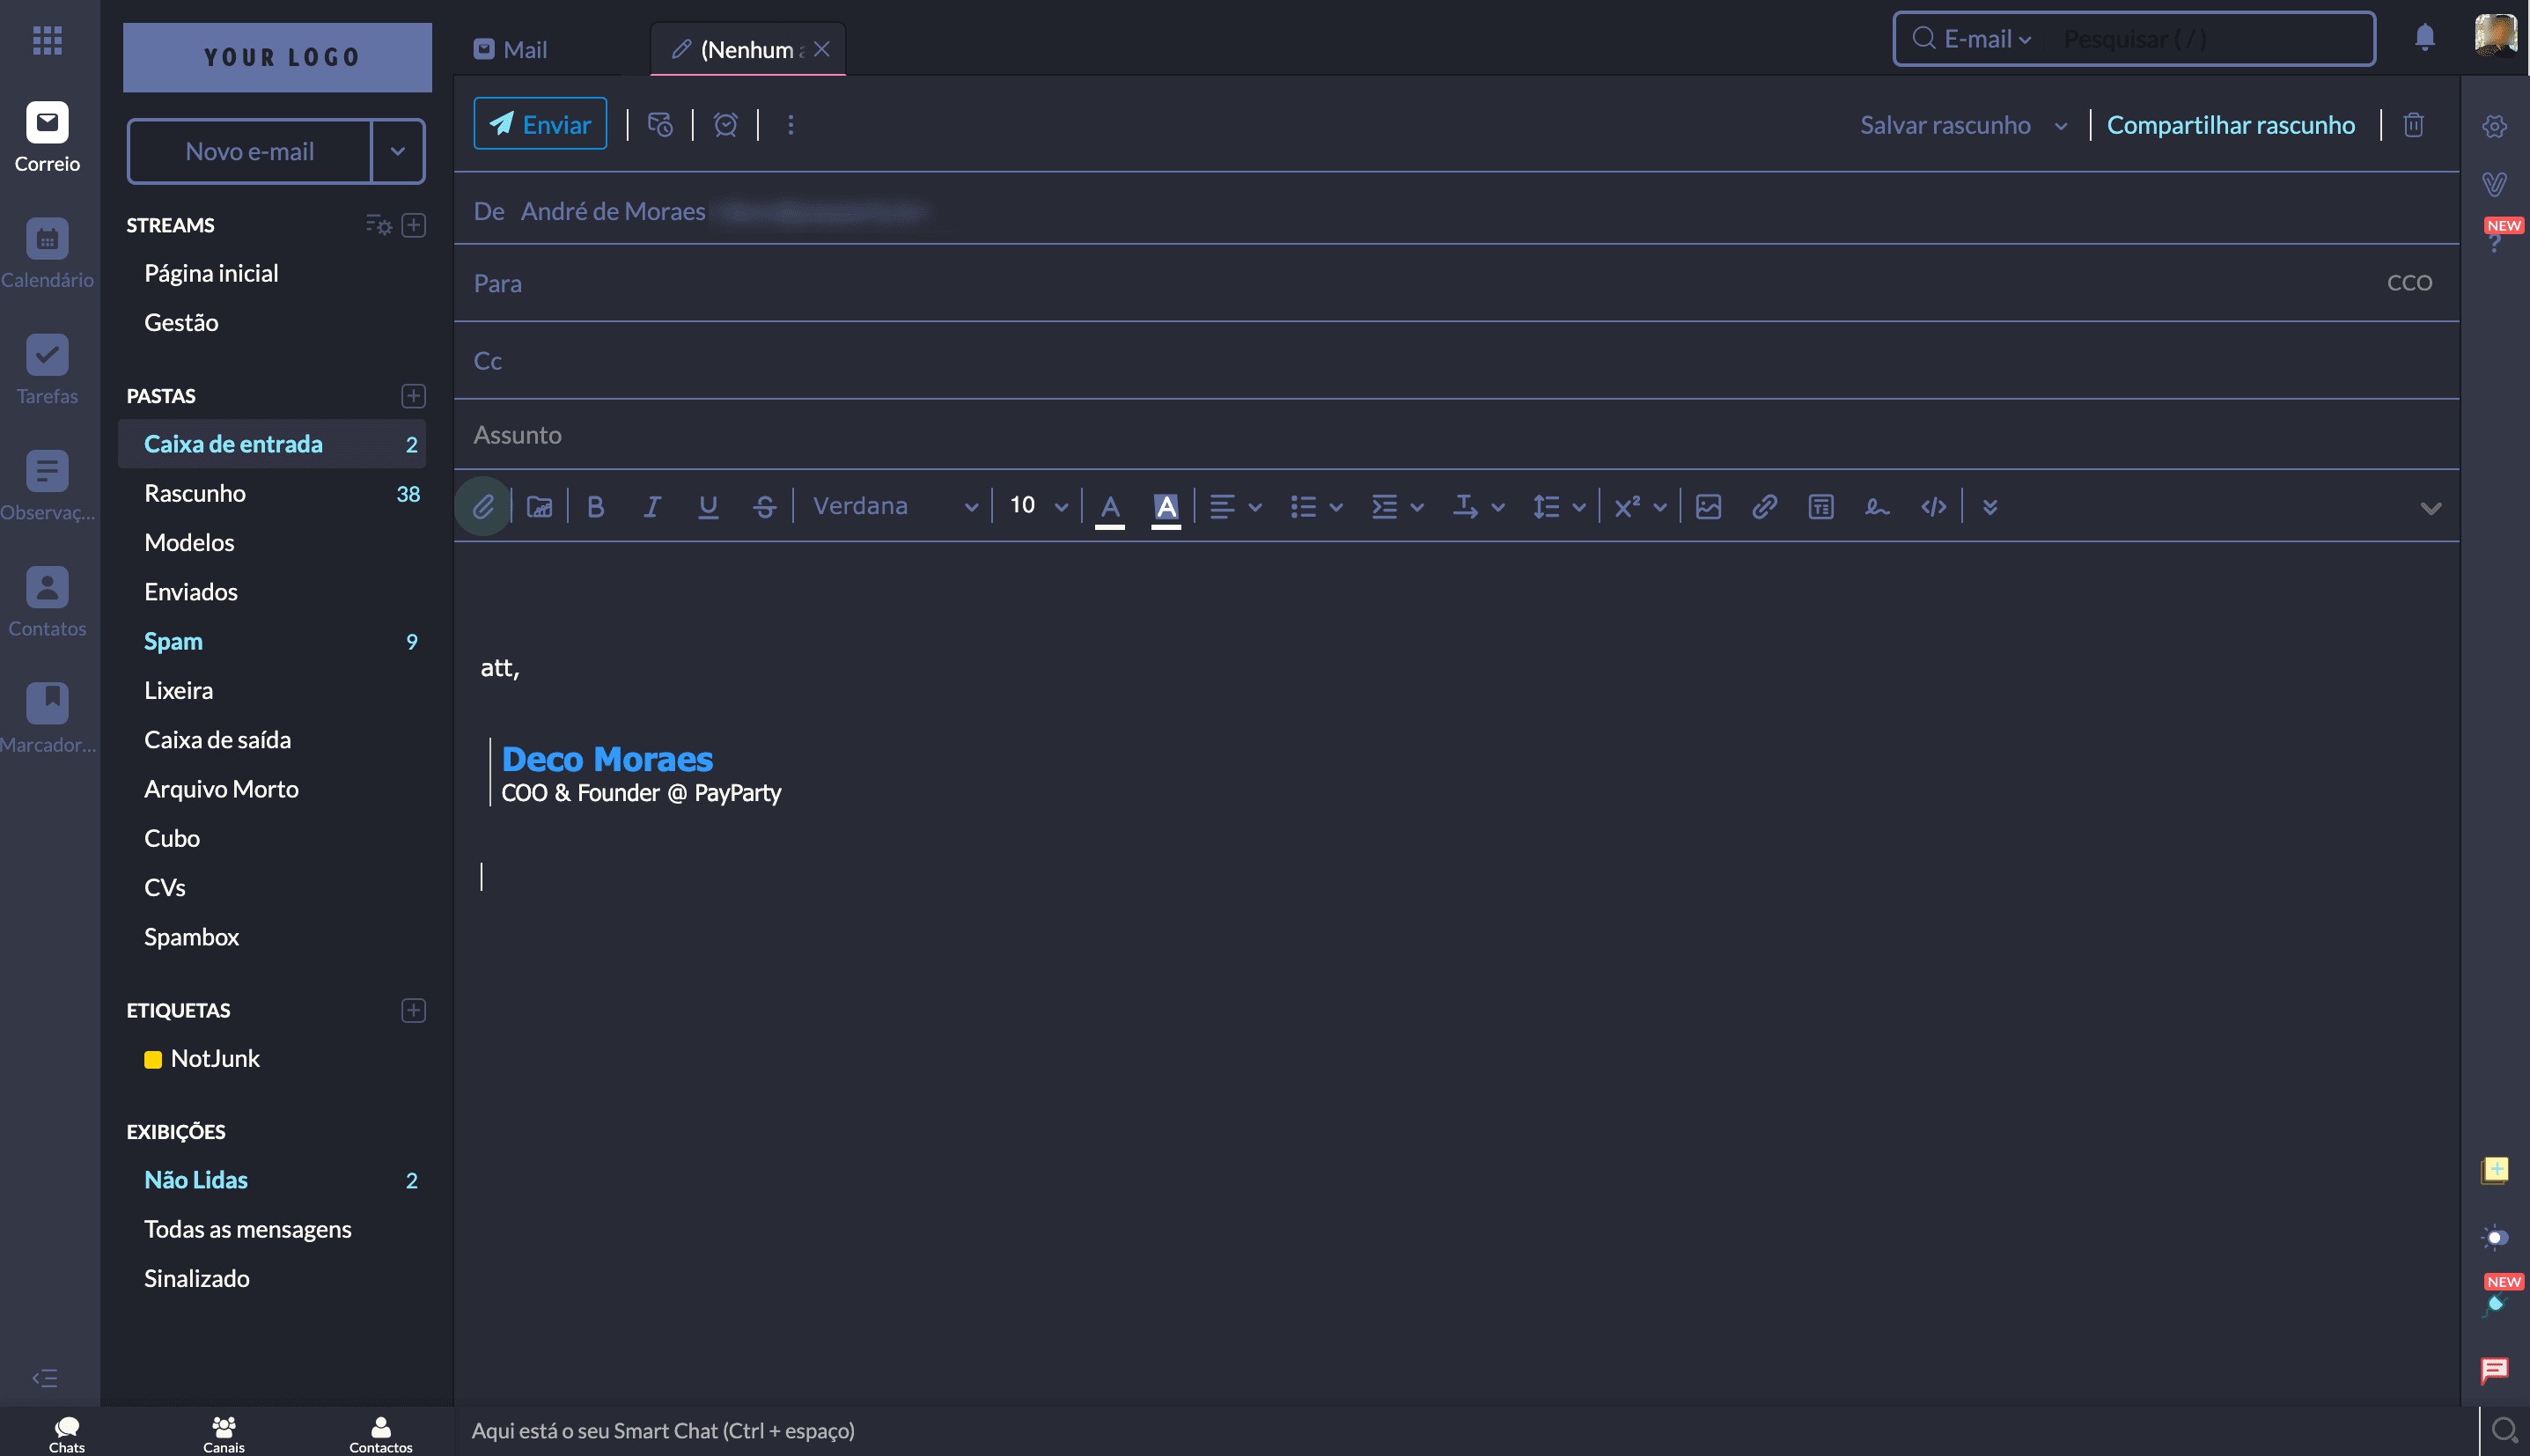 YOUR LOGO
Mail
(Nenhum a
E-mail
Pesquisar ( / )
Novo e-mail
Enviar
Salvar rascunho
Compartilhar rascunho
Correio
Calendário
Tarefas
Observaç...
Contatos
Marcador...
STREAMS
Página inicial
Gestão
PASTAS
Caixa de entrada 2
Rascunho 38
Modelos
Enviados
Spam 9
Lixeira
Caixa de saída
Arquivo Morto
Cubo
CVs
Spambox
ETIQUETAS
NotJunk
EXIBIÇÕES
Não Lidas 2
Todas as mensagens
Sinalizado
De André de Moraes
Para
CCO
Cc
Assunto
Verdana
10
att,
Deco Moraes
COO & Founder @ PayParty
NEW
NEW
Chats
Canais
Contactos
Aqui está o seu Smart Chat (Ctrl + espaço)